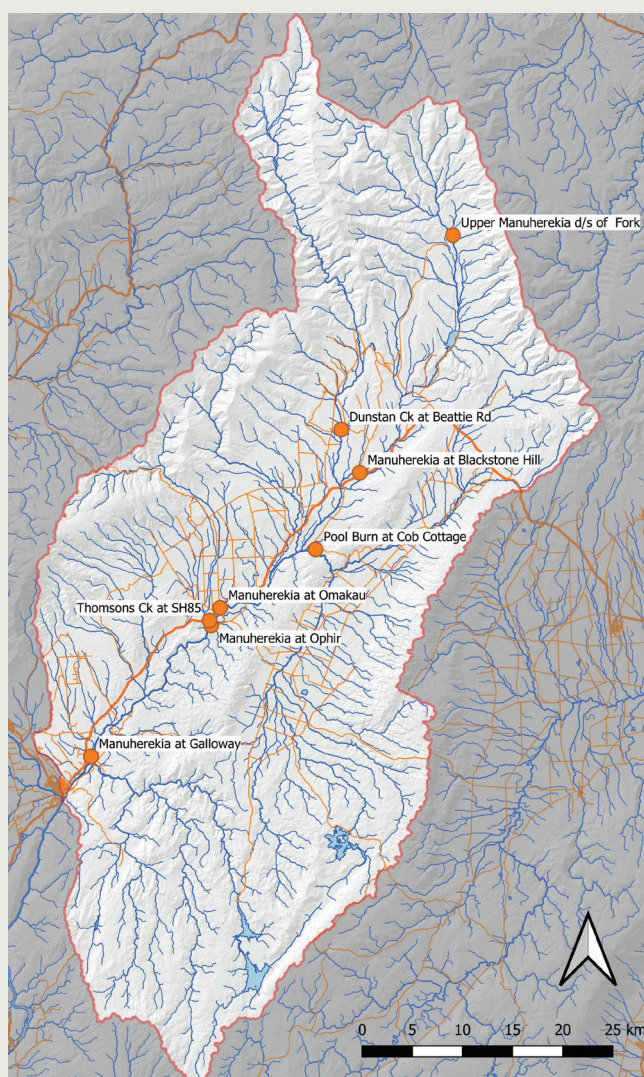 Upper Manuherekia d/s of Fork
Dunstan Ck at Beattie Rd
Manuherekia at Blackstone Hill
Pool Burn at Cob Cottage
Manuherekia at Omakau
Thomsons Ck at SH85
Manuherekia at Ophir
Manuherekia at Galloway
0 5 10 15 20 25 km